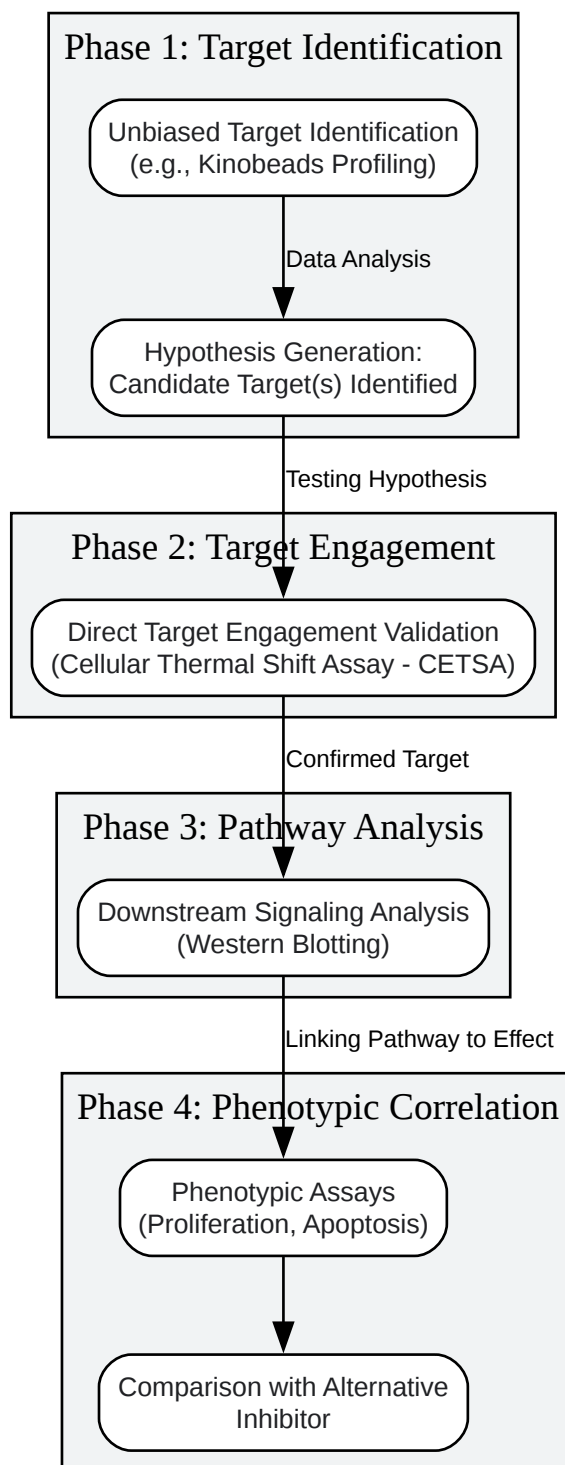 Phase 1: Target Identification
Unbiased Target Identification
(e.g., Kinobeads Profiling)
Data Analysis
Hypothesis Generation:
Candidate Target(s) Identified
Testing Hypothesis
Phase 2: Target Engagement
Direct Target Engagement Validation
(Cellular Thermal Shift Assay - CETSA)
Confirmed Target
Phase 3: Pathway Analysis
Downstream Signaling Analysis
(Western Blotting)
Linking Pathway to Effect
Phase 4: Phenotypic Correlation
Phenotypic Assays
(Proliferation, Apoptosis)
Comparison with Alternative
Inhibitor